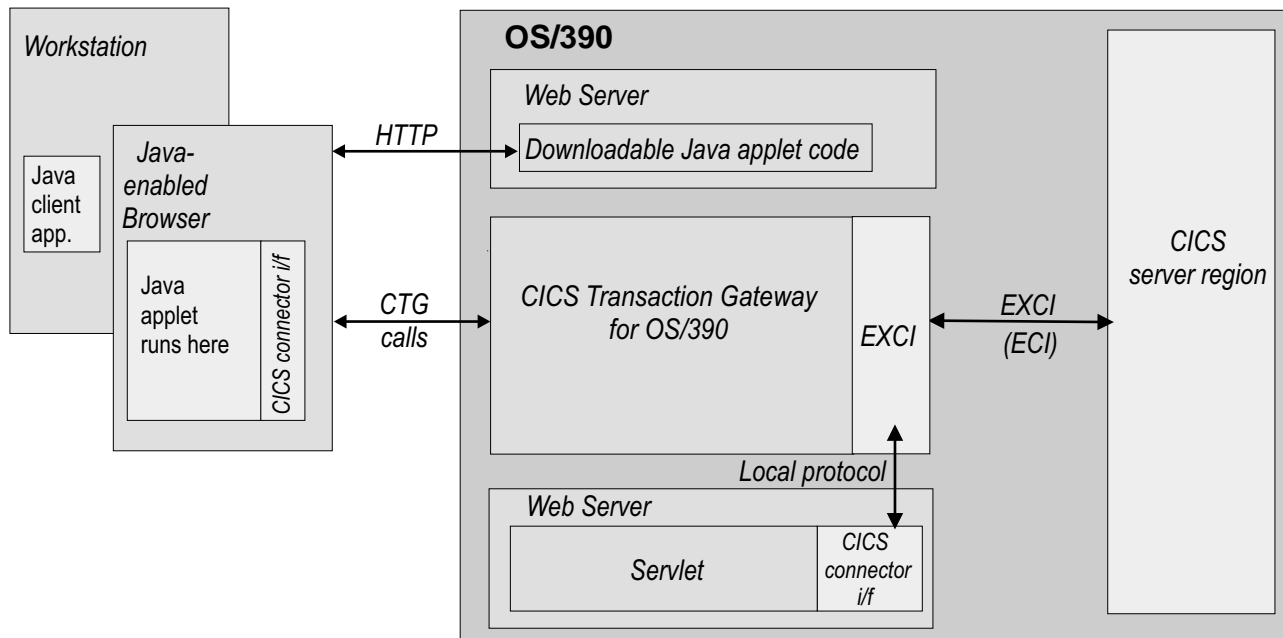 Workstation
Java
client
app.
Java-
enabled
Browser
Java
applet
runs here
CICS connector i/f
HTTP
CTG
calls
OS/390
Web Server
Downloadable Java applet code
CICS Transaction Gateway
for OS/390
EXCI
EXCI
(ECI)
CICS
server region
Local protocol
Web Server
Servlet
CICS
connector
i/f